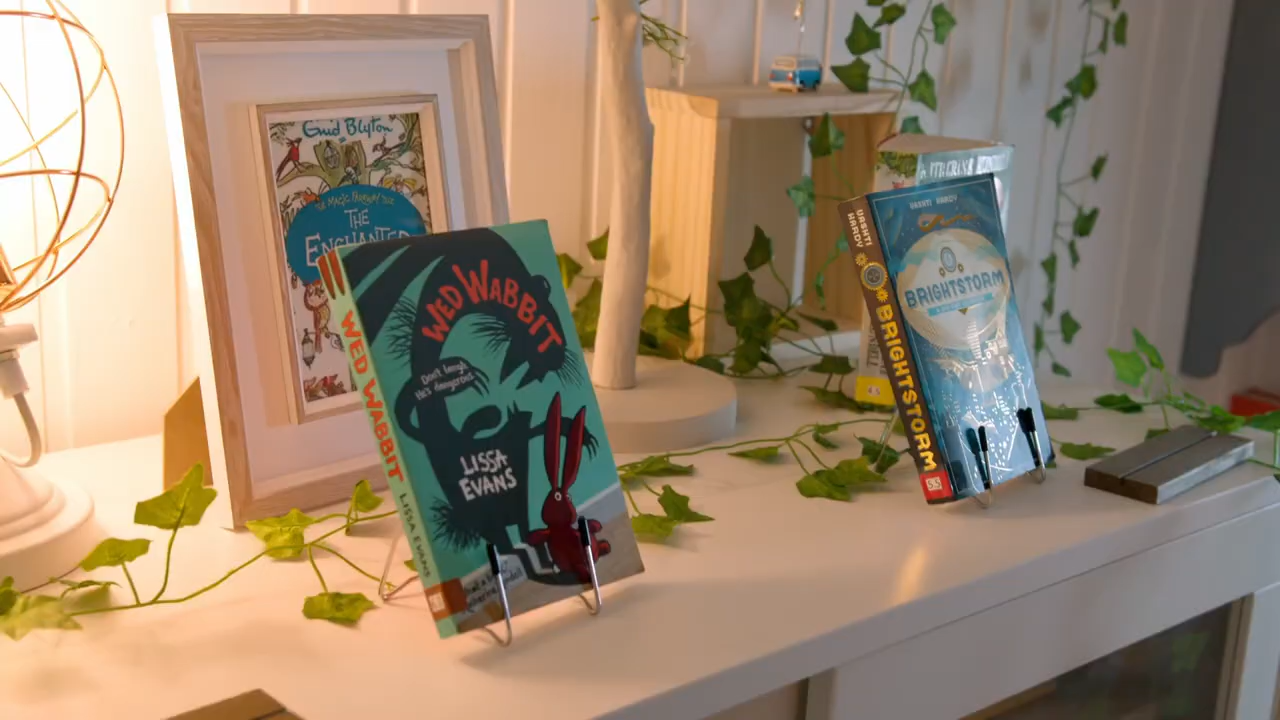 Enid Blyton
THE MAGIC FARAWAY TREE
THE
ENCHANTED
WED WABBIT
LISSA EVANS
WED WABBIT
Don't laugh.
He's dangerous
LISSA
EVANS
VASHTI
HARDY
BRIGHTSTORM
VASHTI HARDY
BRIGHTSTORM